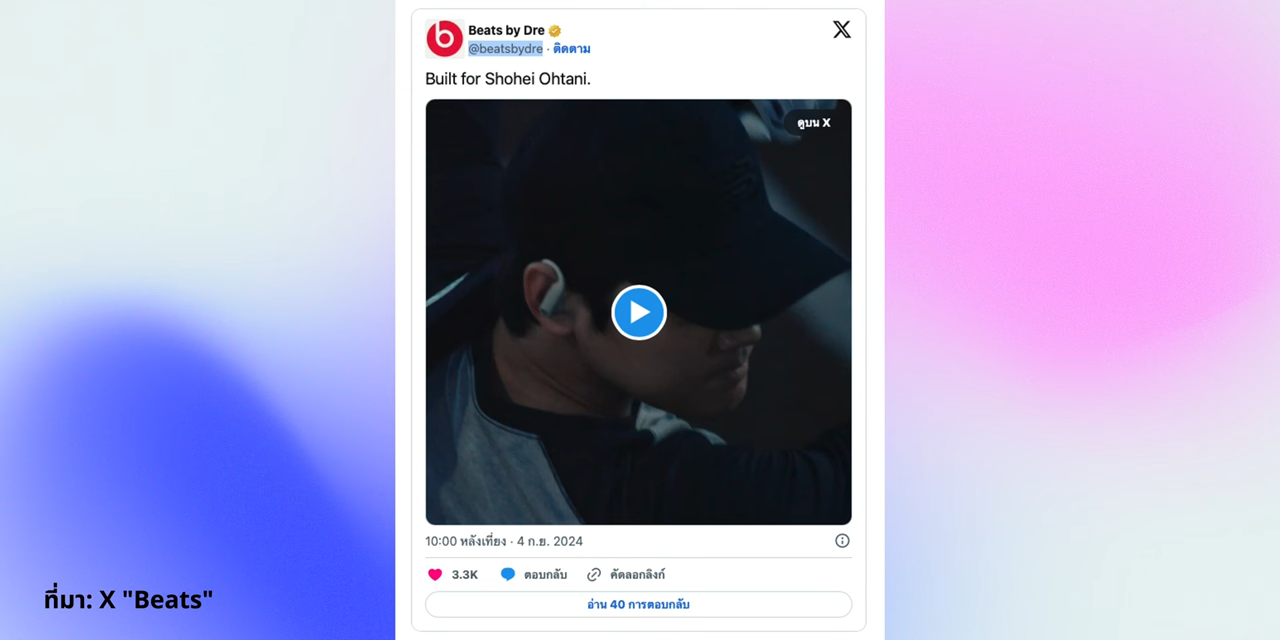 Beats by Dre
@beatsbydre · ติดตาม
Built for Shohei Ohtani.
ดูบน X
10:00 หลังเที่ยง · 4 ก.ย. 2024
3.3K ตอบกลับ คัดลอกลิงก์
อ่าน 40 การตอบกลับ
ที่มา: X "Beats"